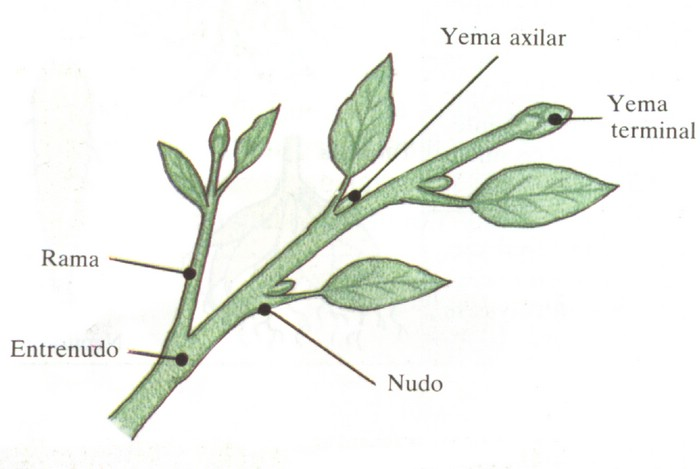 Yema axilar
Yema
terminal
Rama
Entrenudo
Nudo